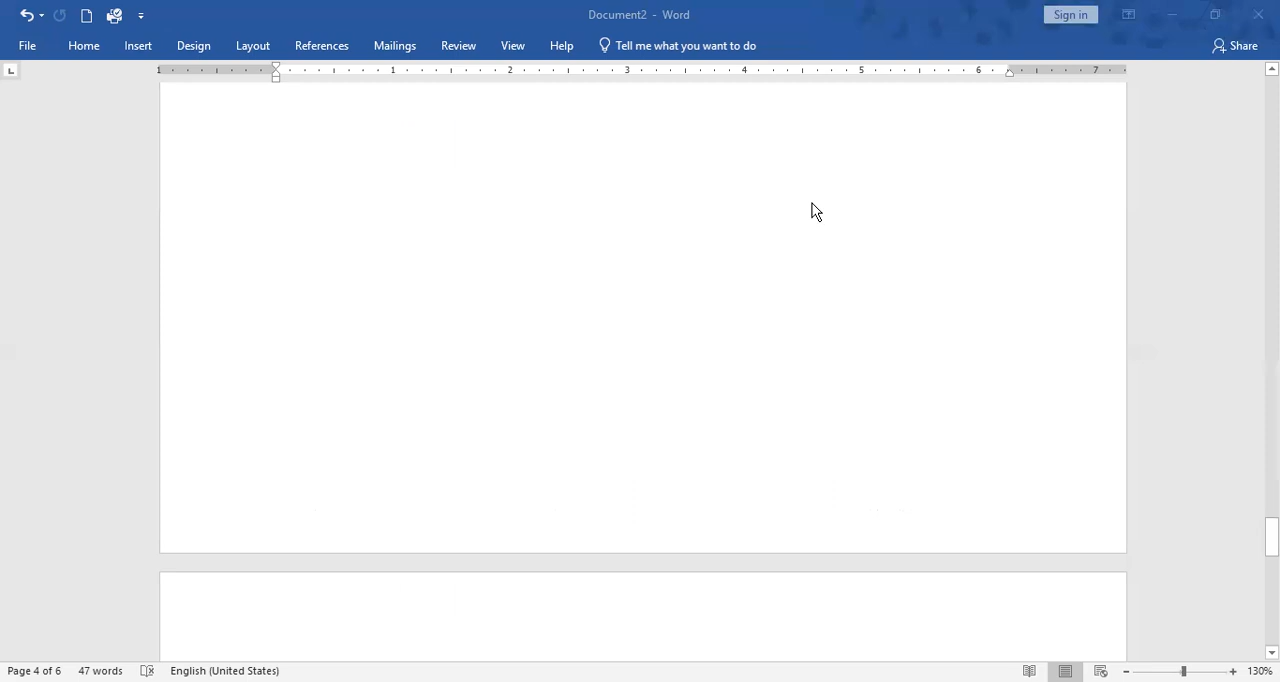 Document2 - Word
Sign in
File Home Insert Design Layout References Mailings Review View Help Tell me what you want to do Share
1 1 2 3 4 5 6 7
Page 4 of 6 47 words English (United States) 130%